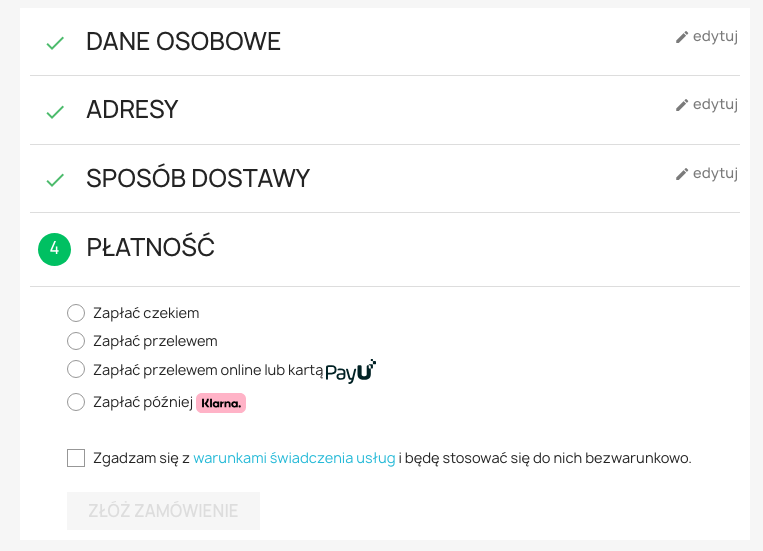 DANE OSOBOWE
edytuj
ADRESY
edytuj
SPOSÓB DOSTAWY
edytuj
4 PŁATNOŚĆ
Zapłać czekiem
Zapłać przelewem
Zapłać przelewem online lub kartą PayU
Zapłać później Klarna.
Zgadzam się z warunkami świadczenia usług i będę stosować się do nich bezwarunkowo.
ZŁÓŻ ZAMÓWIENIE